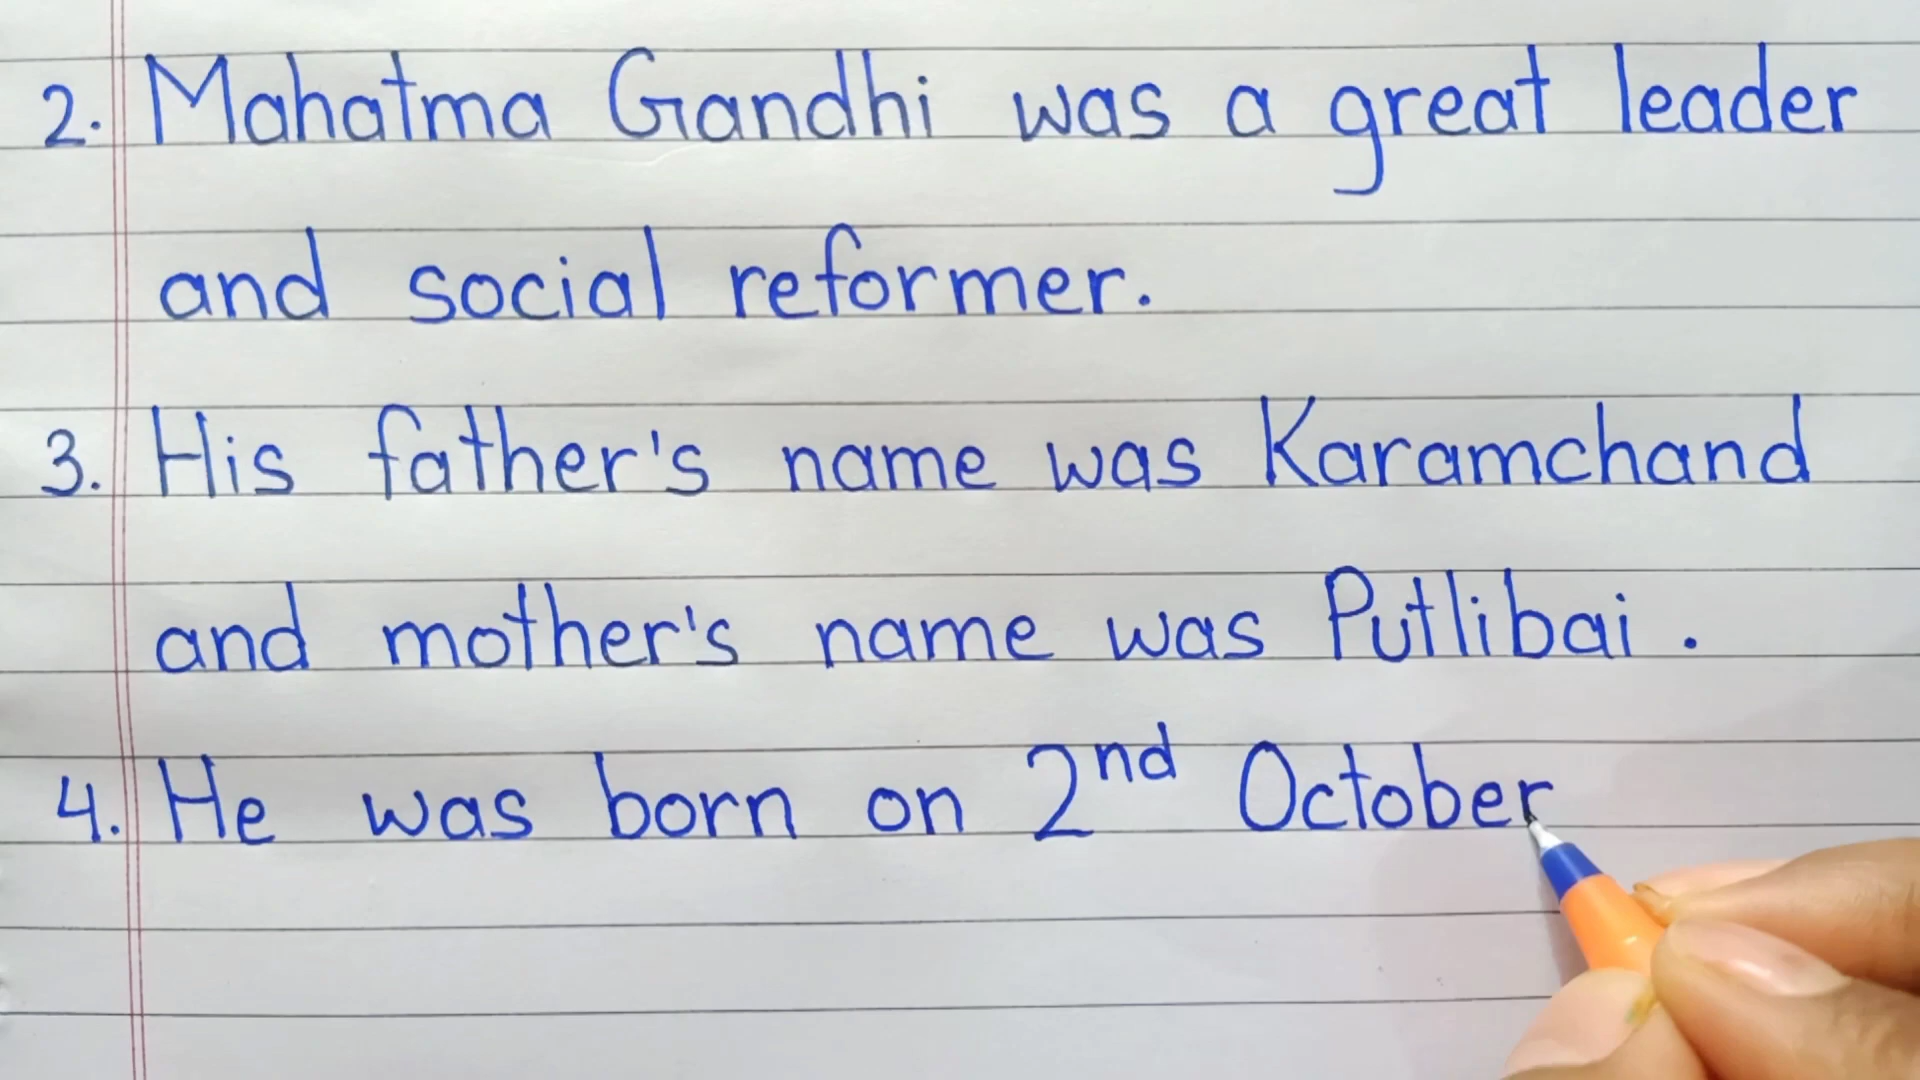 2. Mahatma Gandhi was a great leader
and social reformer.
3. His father's name was Karamchand
and mother's name was Putlibai .
4. He was born on 2nd October